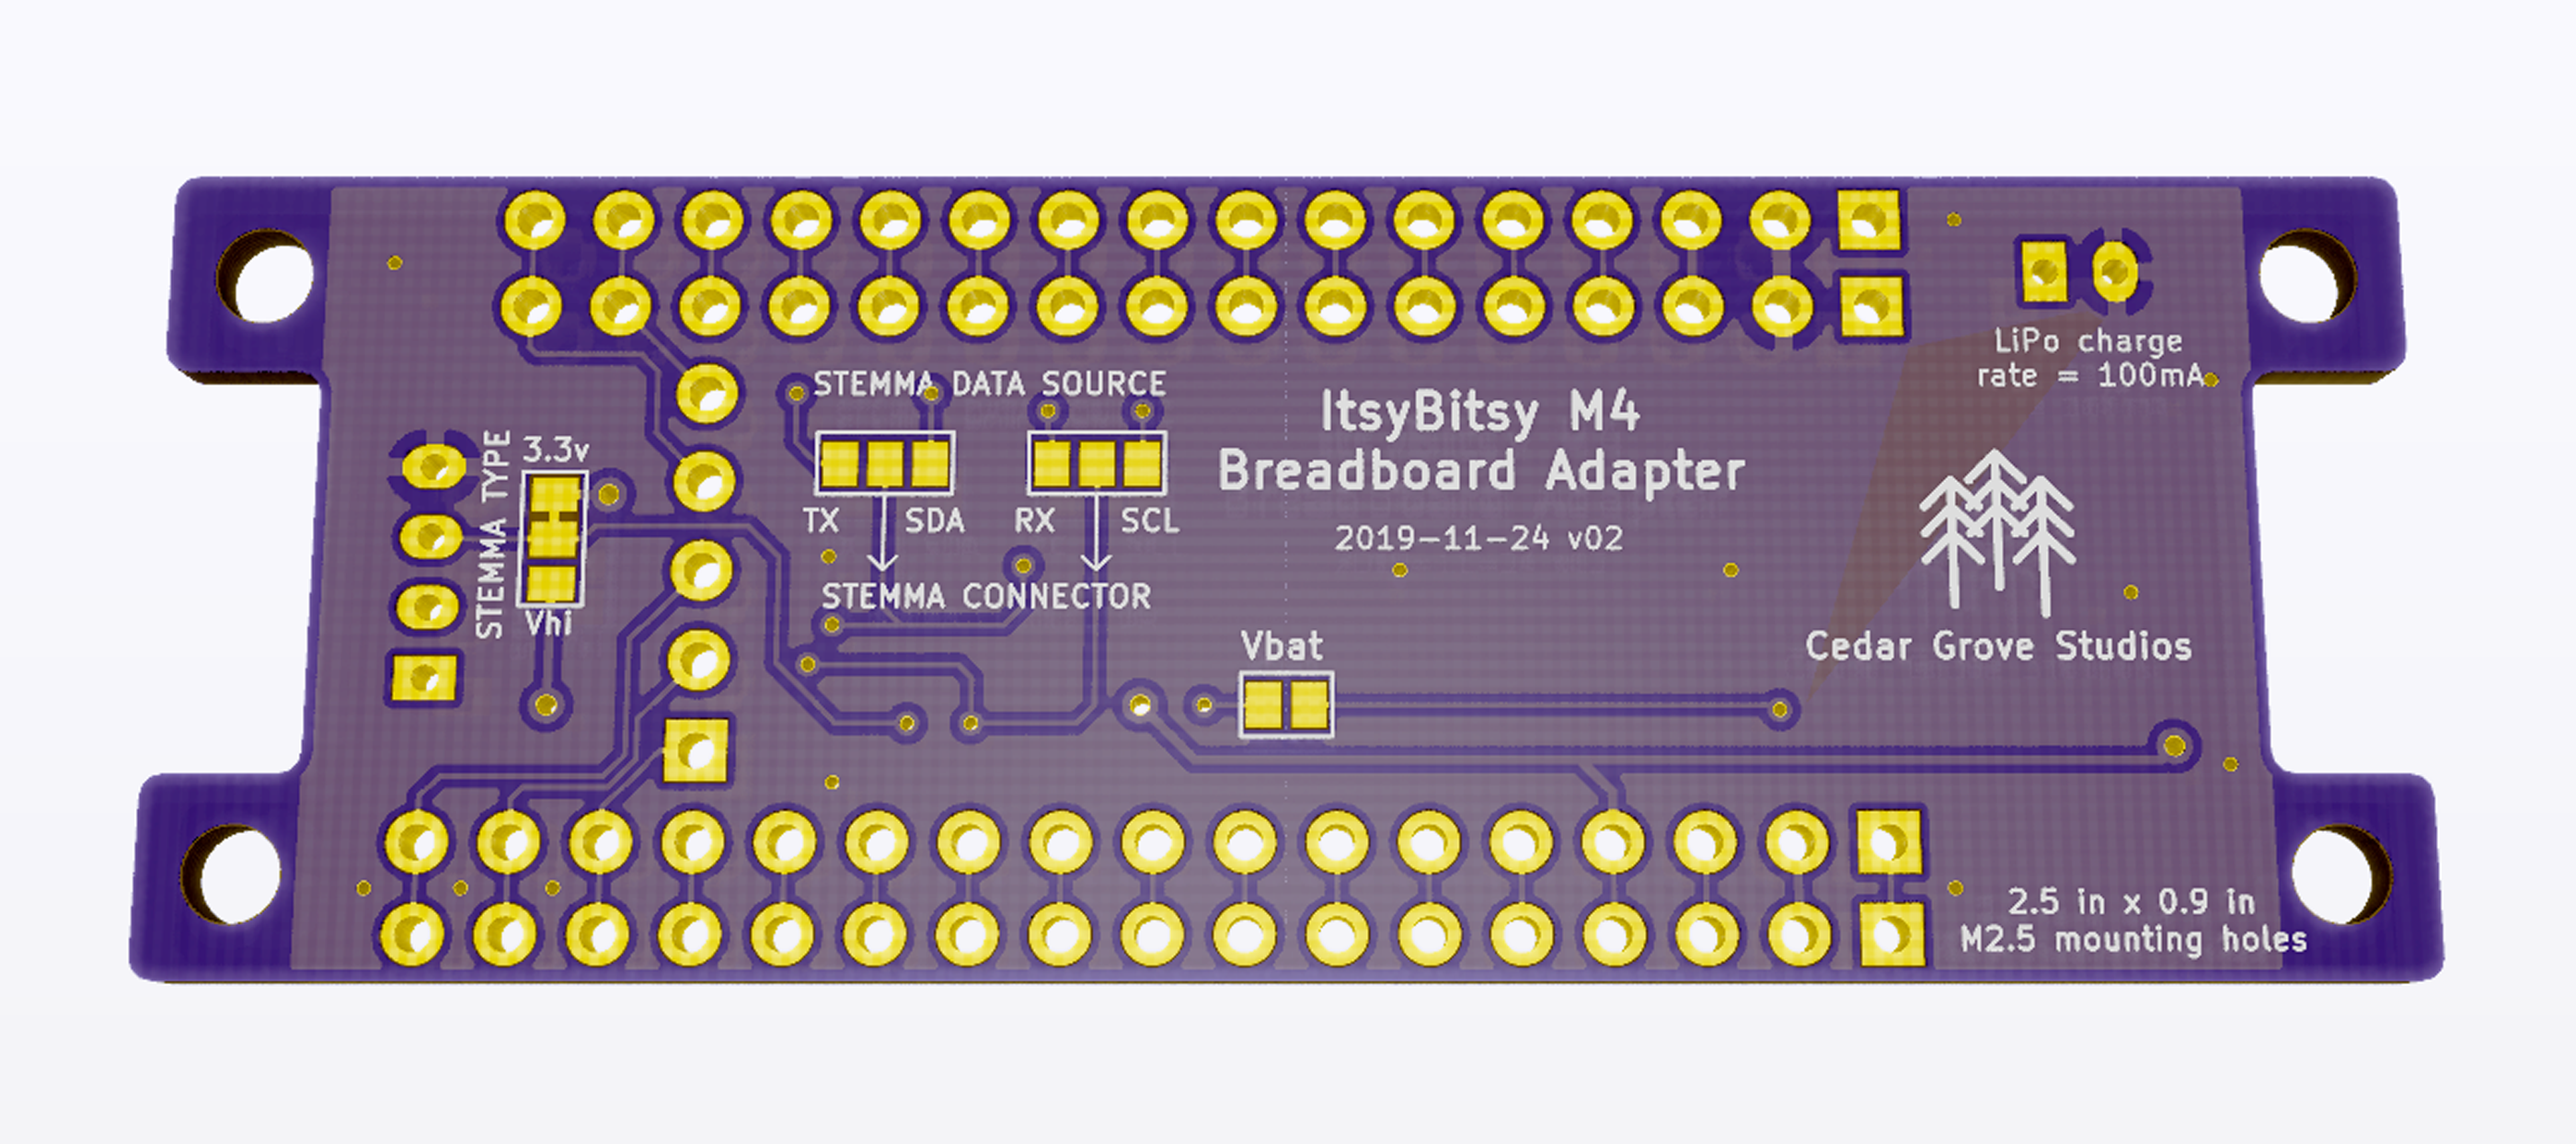 LiPo charge
rate = 100mA
STEMMA DATA SOURCE
TX SDA RX SCL
STEMMA CONNECTOR
ItsyBitsy M4
Breadboard Adapter
2019-11-24 v02
STEMMA TYPE
3.3v
Vhi
Vbat
Cedar Grove Studios
2.5 in x 0.9 in
M2.5 mounting holes